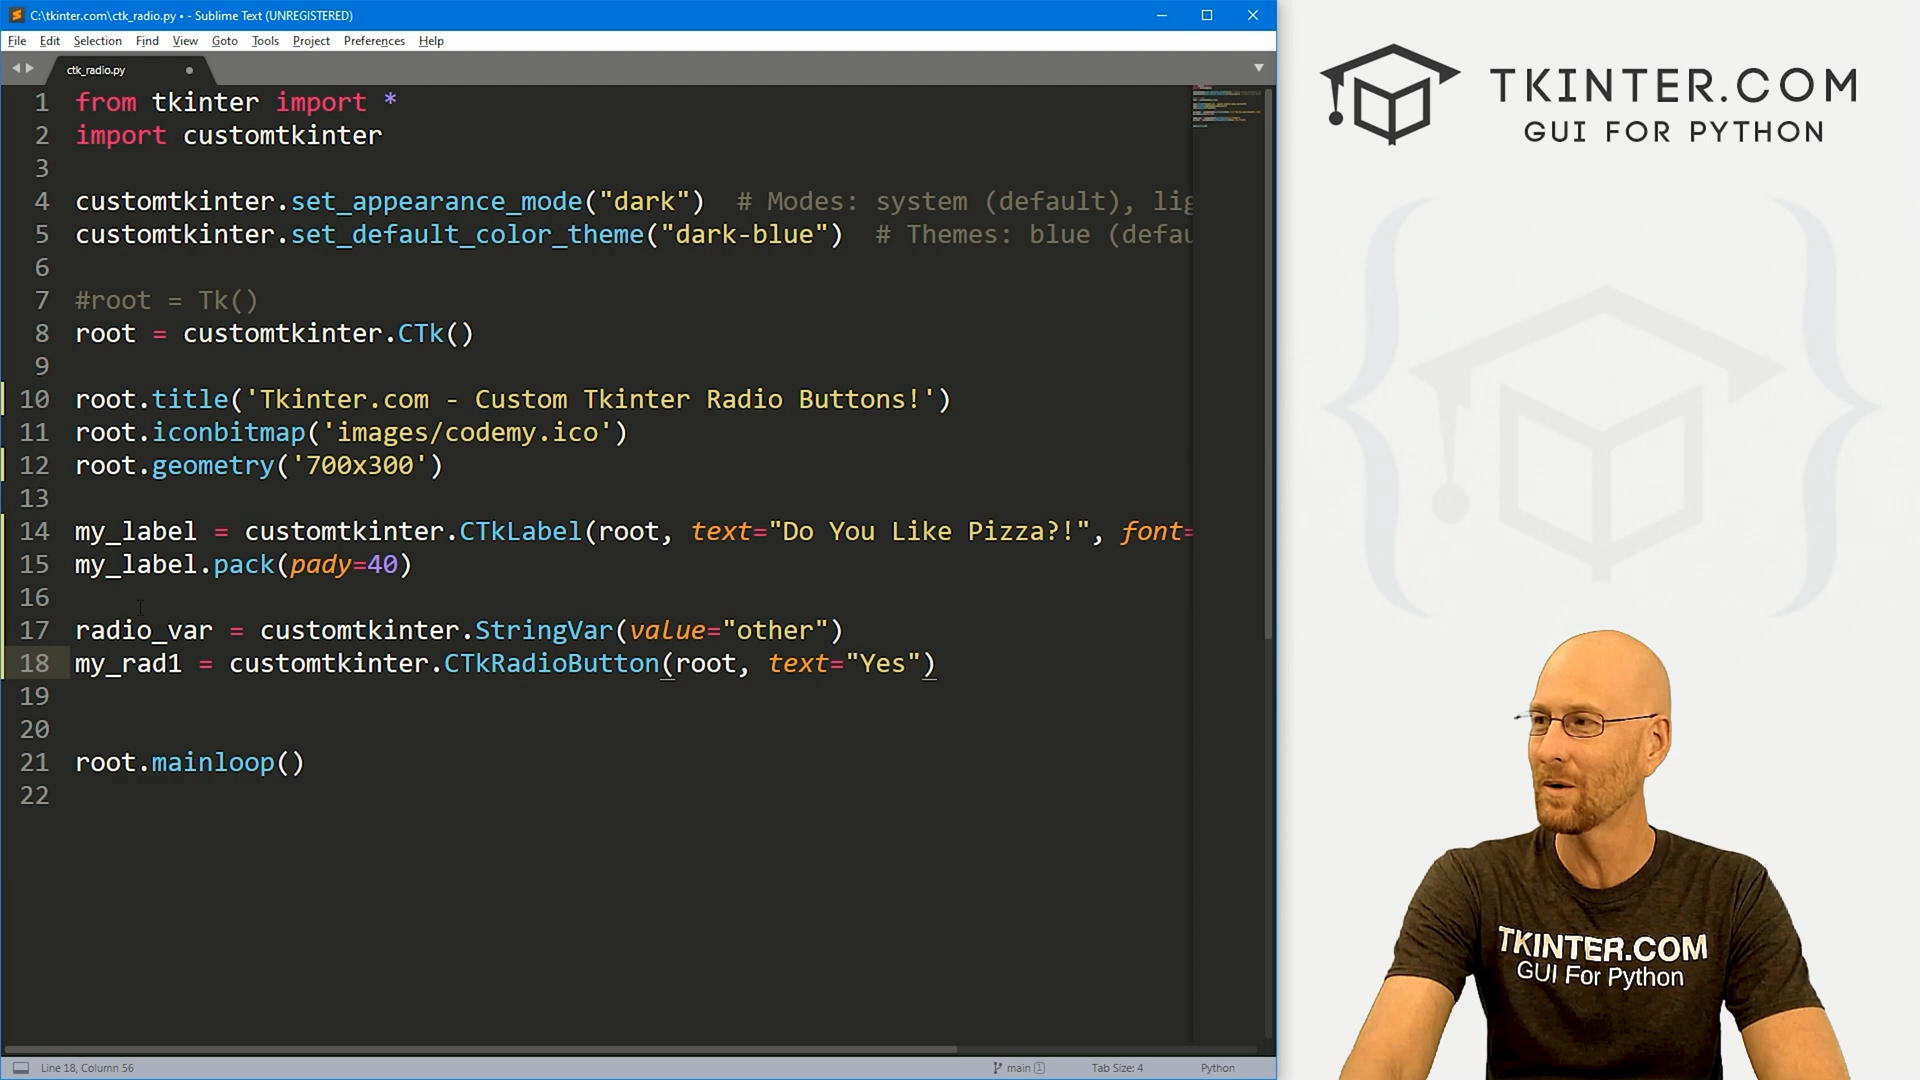 C:\tkinter.com\ctk_radio.py • - Sublime Text (UNREGISTERED)
File Edit Selection Find View Goto Tools Project Preferences Help
ctk_radio.py
1 from tkinter import *
2 import customtkinter
3
4 customtkinter.set_appearance_mode("dark")  # Modes: system (default), lig
5 customtkinter.set_default_color_theme("dark-blue")  # Themes: blue (defau
6
7 #root = Tk()
8 root = customtkinter.CTk()
9
10 root.title('Tkinter.com - Custom Tkinter Radio Buttons!')
11 root.iconbitmap('images/codemy.ico')
12 root.geometry('700x300')
13
14 my_label = customtkinter.CTkLabel(root, text="Do You Like Pizza?!", font=
15 my_label.pack(pady=40)
16
17 radio_var = customtkinter.StringVar(value="other")
18 my_rad1 = customtkinter.CTkRadioButton(root, text="Yes")
19
20
21 root.mainloop()
22
Line 18, Column 56
main 1
Tab Size: 4
Python
TKINTER.COM
GUI FOR PYTHON
TKINTER.COM
GUI For Python